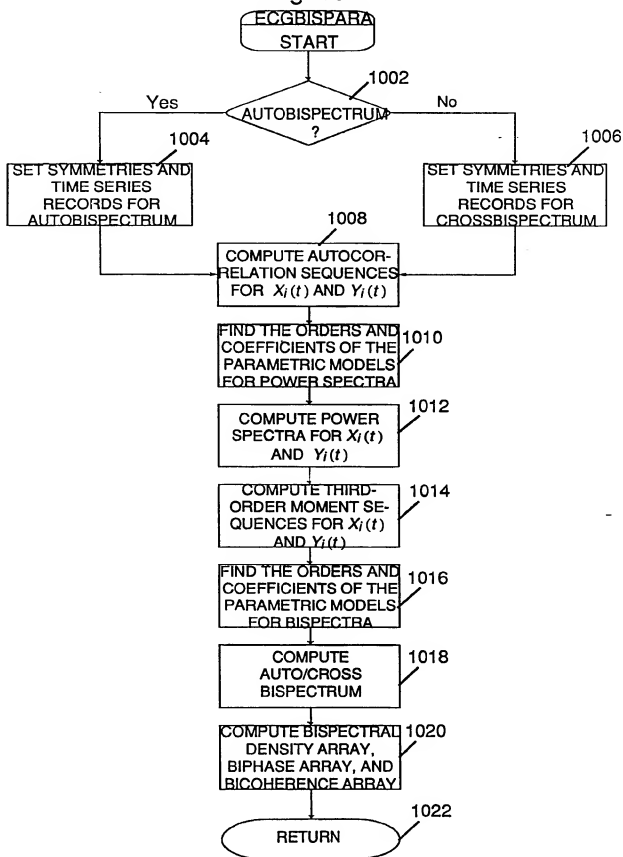 ECGBISPARA
START
1002
AUTOBISPECTRUM
?
Yes
No
1004
SET SYMMETRIES AND
TIME SERIES
RECORDS FOR
AUTOBISPECTRUM
1006
SET SYMMETRIES AND
TIME SERIES
RECORDS FOR
CROSSBISPECTRUM
1008
COMPUTE AUTOCOR-
RELATION SEQUENCES
FOR Xi(t) AND Yi(t)
1010
FIND THE ORDERS AND
COEFFICIENTS OF THE
PARAMETRIC MODELS
FOR POWER SPECTRA
1012
COMPUTE POWER
SPECTRA FOR Xi(t)
AND Yi(t)
1014
COMPUTE THIRD-
ORDER MOMENT SE-
QUENCES FOR Xi(t)
AND Yi(t)
1016
FIND THE ORDERS AND
COEFFICIENTS OF THE
PARAMETRIC MODELS
FOR BISPECTRA
1018
COMPUTE
AUTO/CROSS
BISPECTRUM
1020
COMPUTE BISPECTRAL
DENSITY ARRAY,
BIPHASE ARRAY, AND
BICOHERENCE ARRAY
1022
RETURN